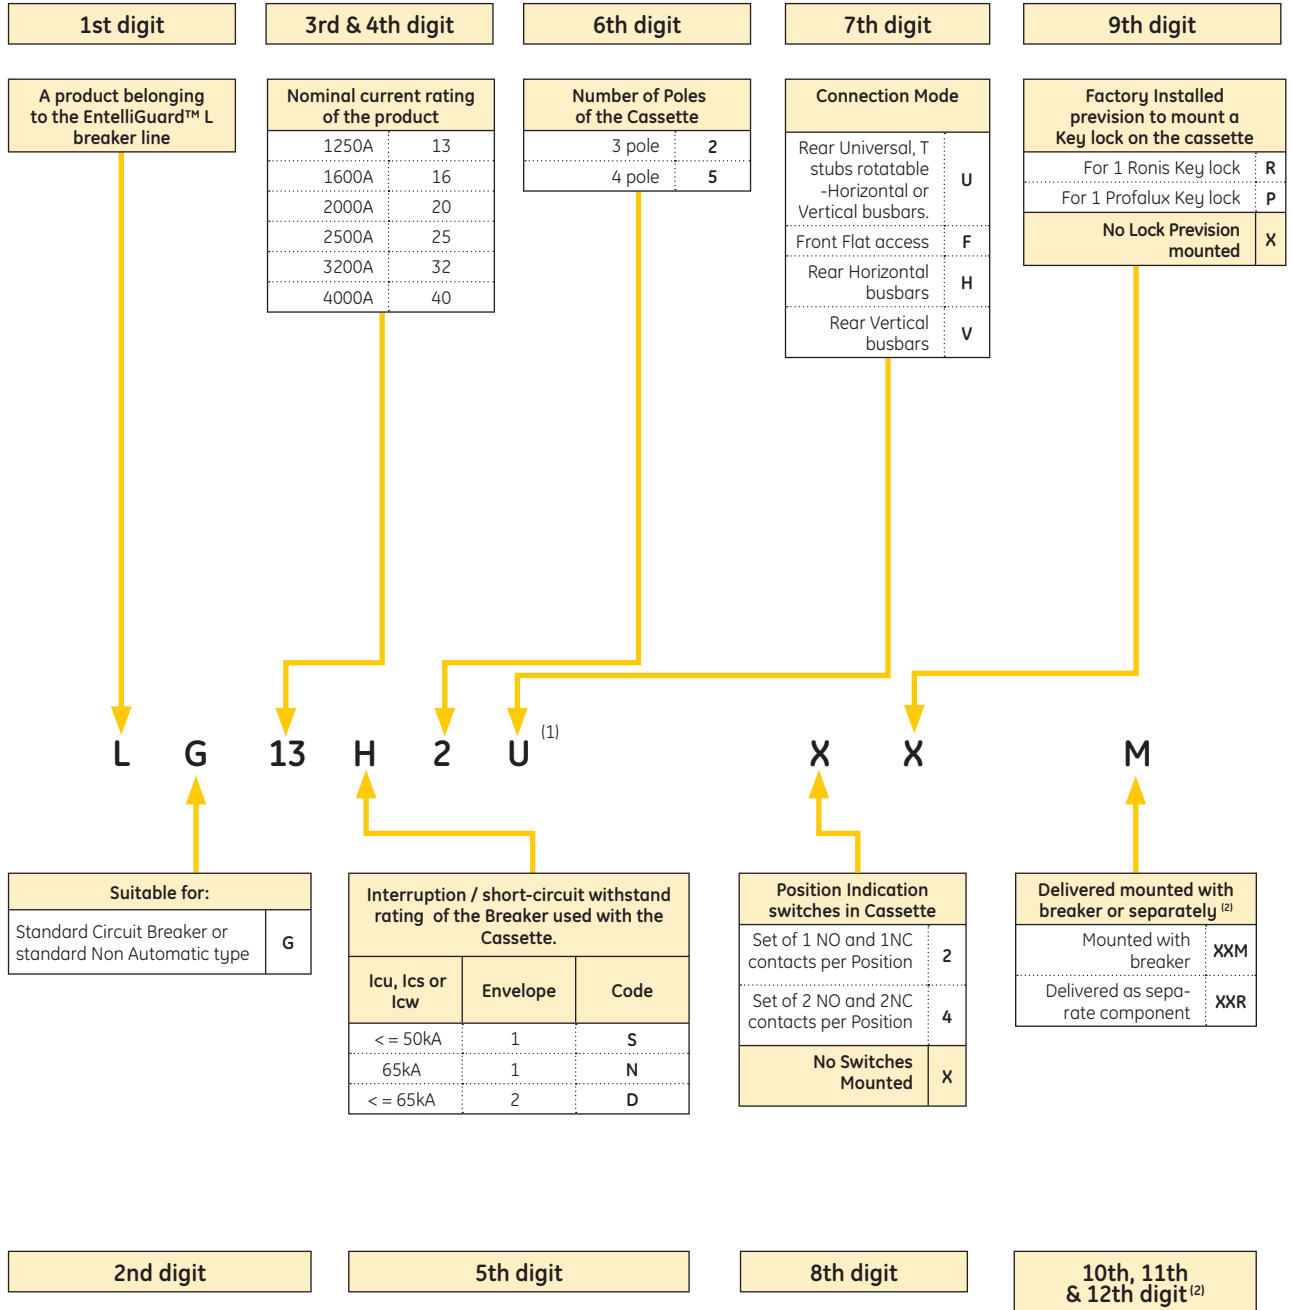 1st digit
3rd & 4th digit
6th digit
7th digit
9th digit
A product belonging
to the EntelliGuard™ L
breaker line
Nominal current rating
of the product
1250A 13
1600A 16
2000A 20
2500A 25
3200A 32
4000A 40
Number of Poles
of the Cassette
3 pole 2
4 pole 5
Connection Mode
Rear Universal, T
stubs rotatable
-Horizontal or
Vertical busbars.
U
Front Flat access F
Rear Horizontal
busbars
H
Rear Vertical
busbars
V
Factory Installed
prevision to mount a
Key lock on the cassette
For 1 Ronis Key lock R
For 1 Profalux Key lock P
No Lock Prevision
mounted
X
L G 13 H 2 U (1) X X M
Suitable for:
Standard Circuit Breaker or
standard Non Automatic type
G
Interruption / short-circuit withstand
rating of the Breaker used with the
Cassette.
Icu, Ics or
Icw
Envelope
Code
< = 50kA 1 S
65kA 1 N
< = 65kA 2 D
Position Indication
switches in Cassette
Set of 1 NO and 1NC
contacts per Position
2
Set of 2 NO and 2NC
contacts per Position
4
No Switches
Mounted
X
Delivered mounted with
breaker or separately (2)
Mounted with
breaker
XXM
Delivered as sepa-
rate component
XXR
2nd digit
5th digit
8th digit
10th, 11th
& 12th digit (2)